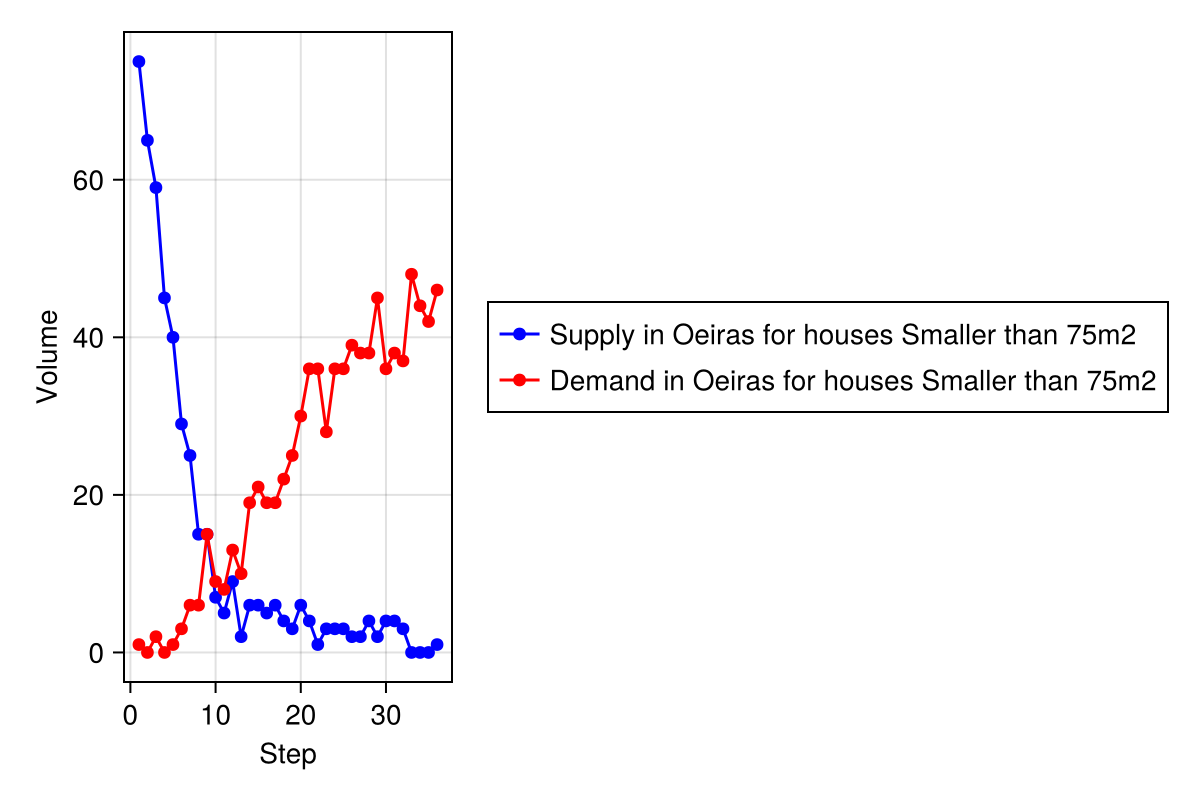 60
40
20
0
Volume
0 10 20 30
Step
Supply in Oeiras for houses Smaller than 75m2
Demand in Oeiras for houses Smaller than 75m2